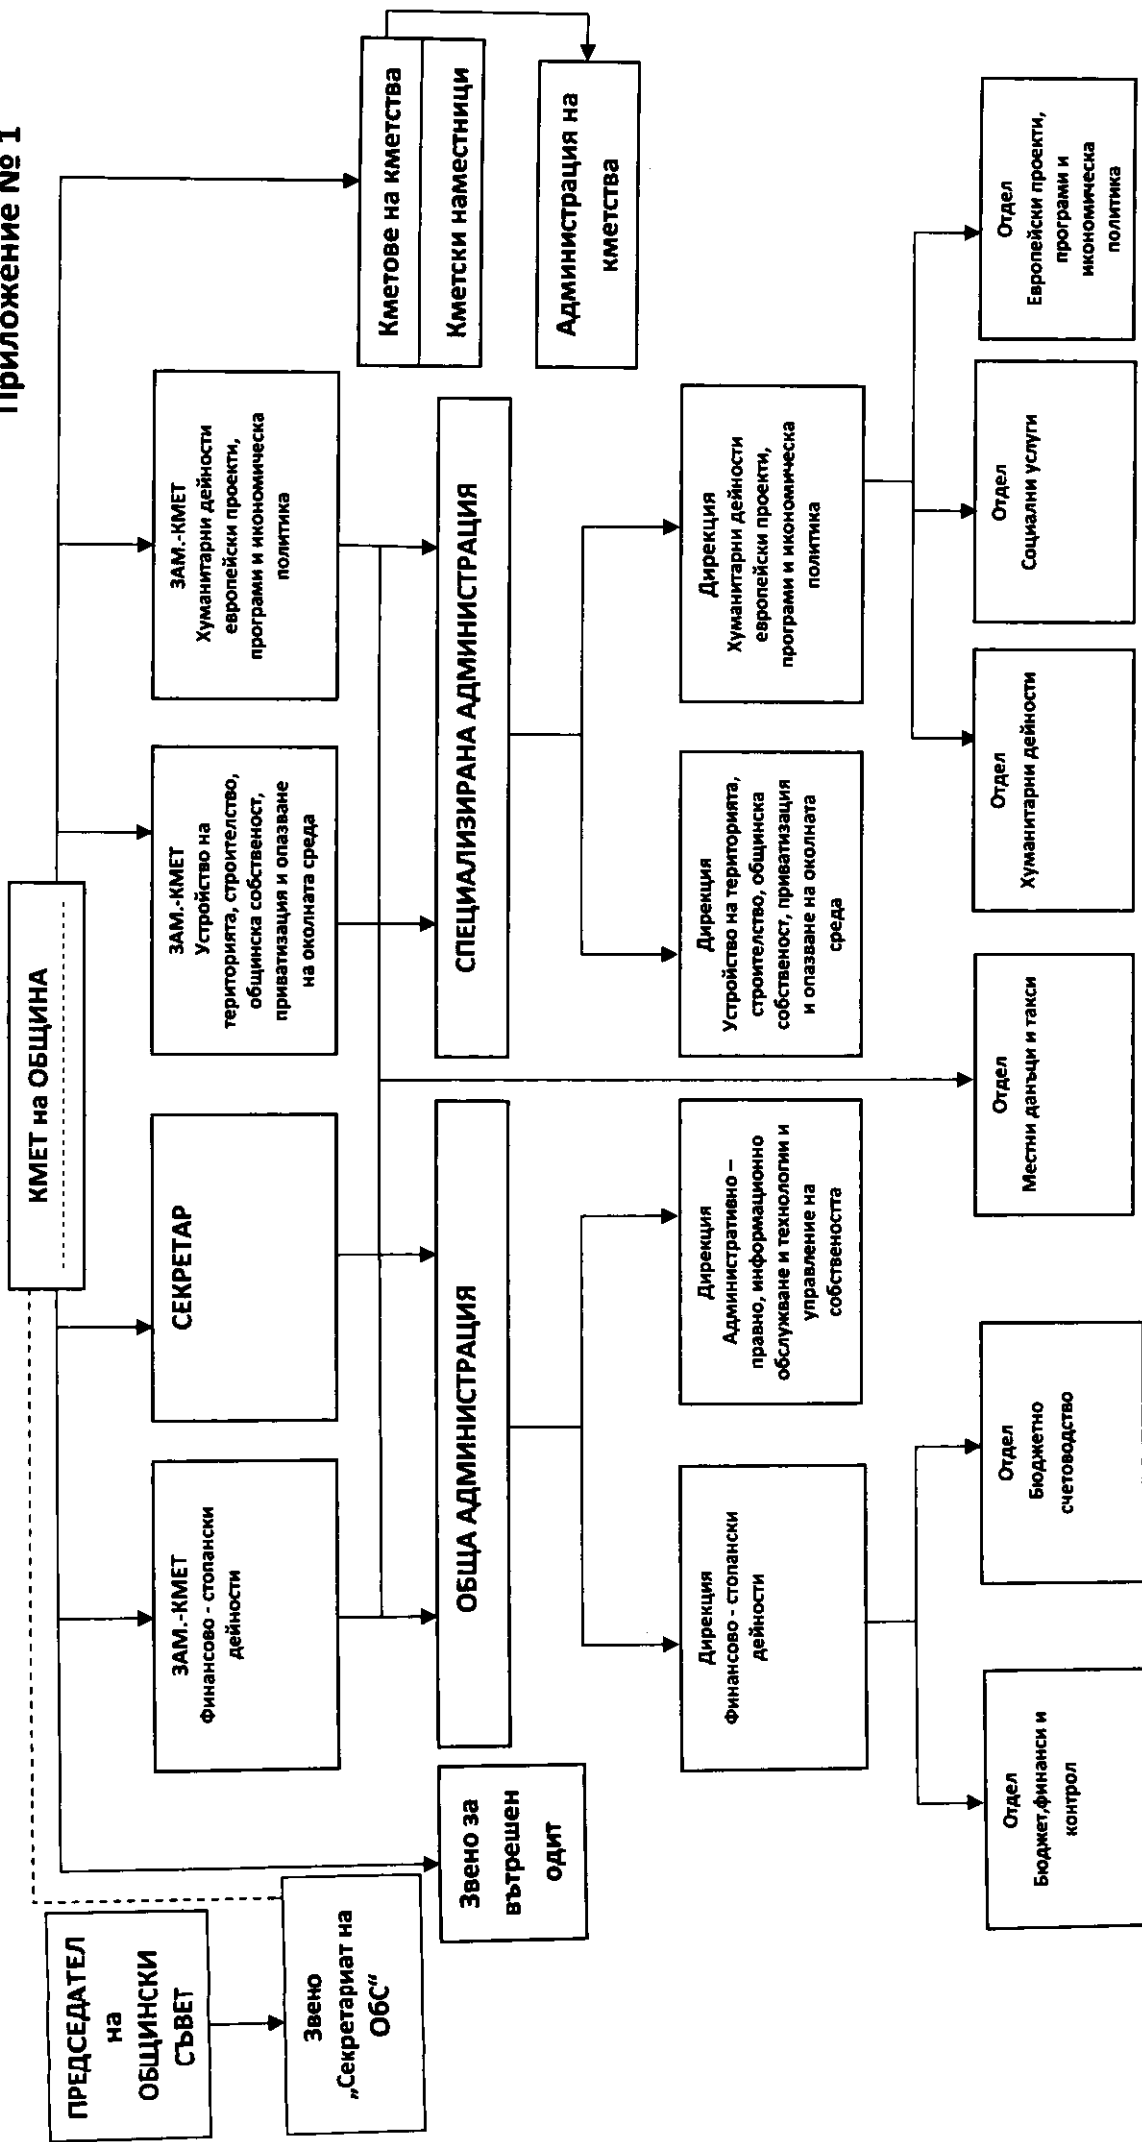 Приложение № 1
КМЕТ на ОБЩИНА
ПРЕДСЕДАТЕЛ
на
ОБЩИНСКИ
СЪВЕТ
Звено
„Секретариат на
ОбС“
Звено за
вътрешен
одит
ЗАМ.-КМЕТ
Финансово - стопански
дейности
СЕКРЕТАР
ЗАМ.-КМЕТ
Устройство на
територията, строителство,
общинска собственост,
приватизация и опазване
на околната среда
ЗАМ.-КМЕТ
Хуманитарни дейности
европейски проекти,
програми и икономическа
политика
Кметове на кметства
Кметски наместници
Администрация на
кметства
ОБЩА АДМИНИСТРАЦИЯ
СПЕЦИАЛИЗИРАНА АДМИНИСТРАЦИЯ
Дирекция
Финансово - стопански
дейности
Дирекция
Административно –
правно, информационно
обслужване и технологии и
управление на
собствеността
Дирекция
Устройство на територията,
строителство, общинска
собственост, приватизация
и опазване на околната
среда
Дирекция
Хуманитарни дейности
европейски проекти,
програми и икономическа
политика
Отдел
Бюджет,финанси и
контрол
Отдел
Бюджетно
счетоводство
Отдел
Местни данъци и такси
Отдел
Хуманитарни дейности
Отдел
Социални услуги
Отдел
Европейски проекти,
програми и
икономическа
политика